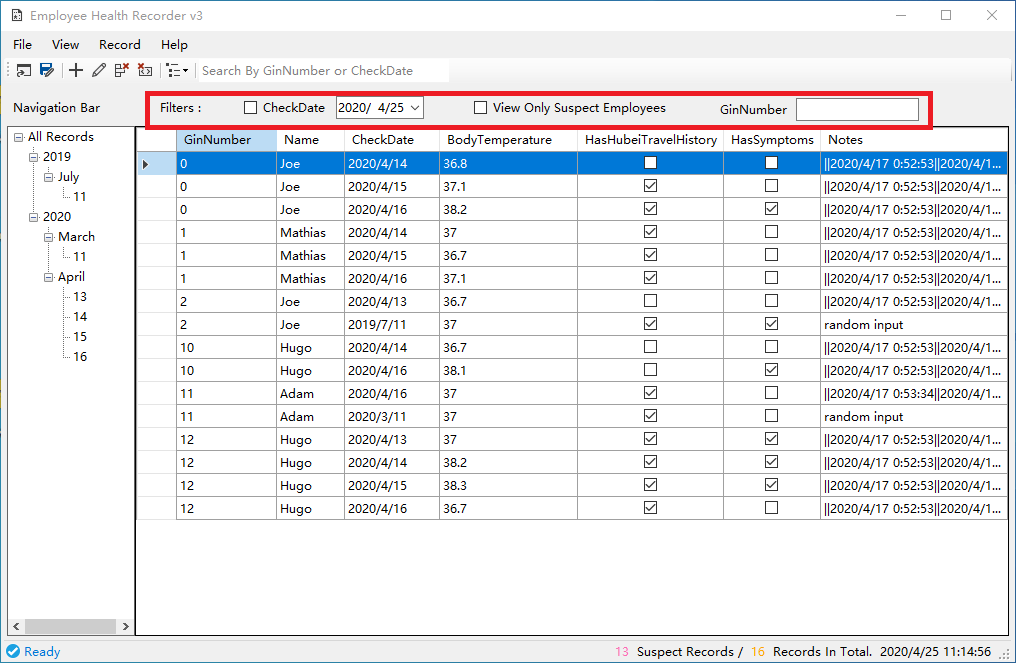 Employee Health Recorder v3
File View Record Help
Search By GinNumber or CheckDate
Navigation Bar Filters : CheckDate 2020/ 4/25 View Only Suspect Employees GinNumber
All Records
2019
July
11
2020
March
11
April
13
14
15
16
GinNumber Name CheckDate BodyTemperature HasHubeiTravelHistory HasSymptoms Notes
0 Joe 2020/4/14 36.8 ||2020/4/17 0:52:53||2020/4/1...
0 Joe 2020/4/15 37.1 ||2020/4/17 0:52:53||2020/4/1...
0 Joe 2020/4/16 38.2 ||2020/4/17 0:52:53||2020/4/1...
1 Mathias 2020/4/14 37 ||2020/4/17 0:52:53||2020/4/1...
1 Mathias 2020/4/15 36.7 ||2020/4/17 0:52:53||2020/4/1...
1 Mathias 2020/4/16 37.1 ||2020/4/17 0:52:53||2020/4/1...
2 Joe 2020/4/13 36.7 ||2020/4/17 0:52:53||2020/4/1...
2 Joe 2019/7/11 37 random input
10 Hugo 2020/4/14 36.7 ||2020/4/17 0:52:53||2020/4/1...
10 Hugo 2020/4/16 38.1 ||2020/4/17 0:52:53||2020/4/1...
11 Adam 2020/4/16 37 ||2020/4/17 0:53:34||2020/4/1...
11 Adam 2020/3/11 37 random input
12 Hugo 2020/4/13 37 ||2020/4/17 0:52:53||2020/4/1...
12 Hugo 2020/4/14 38.2 ||2020/4/17 0:52:53||2020/4/1...
12 Hugo 2020/4/15 38.3 ||2020/4/17 0:52:53||2020/4/1...
12 Hugo 2020/4/16 36.7 ||2020/4/17 0:52:53||2020/4/1...
Ready 13 Suspect Records / 16 Records In Total. 2020/4/25 11:14:56